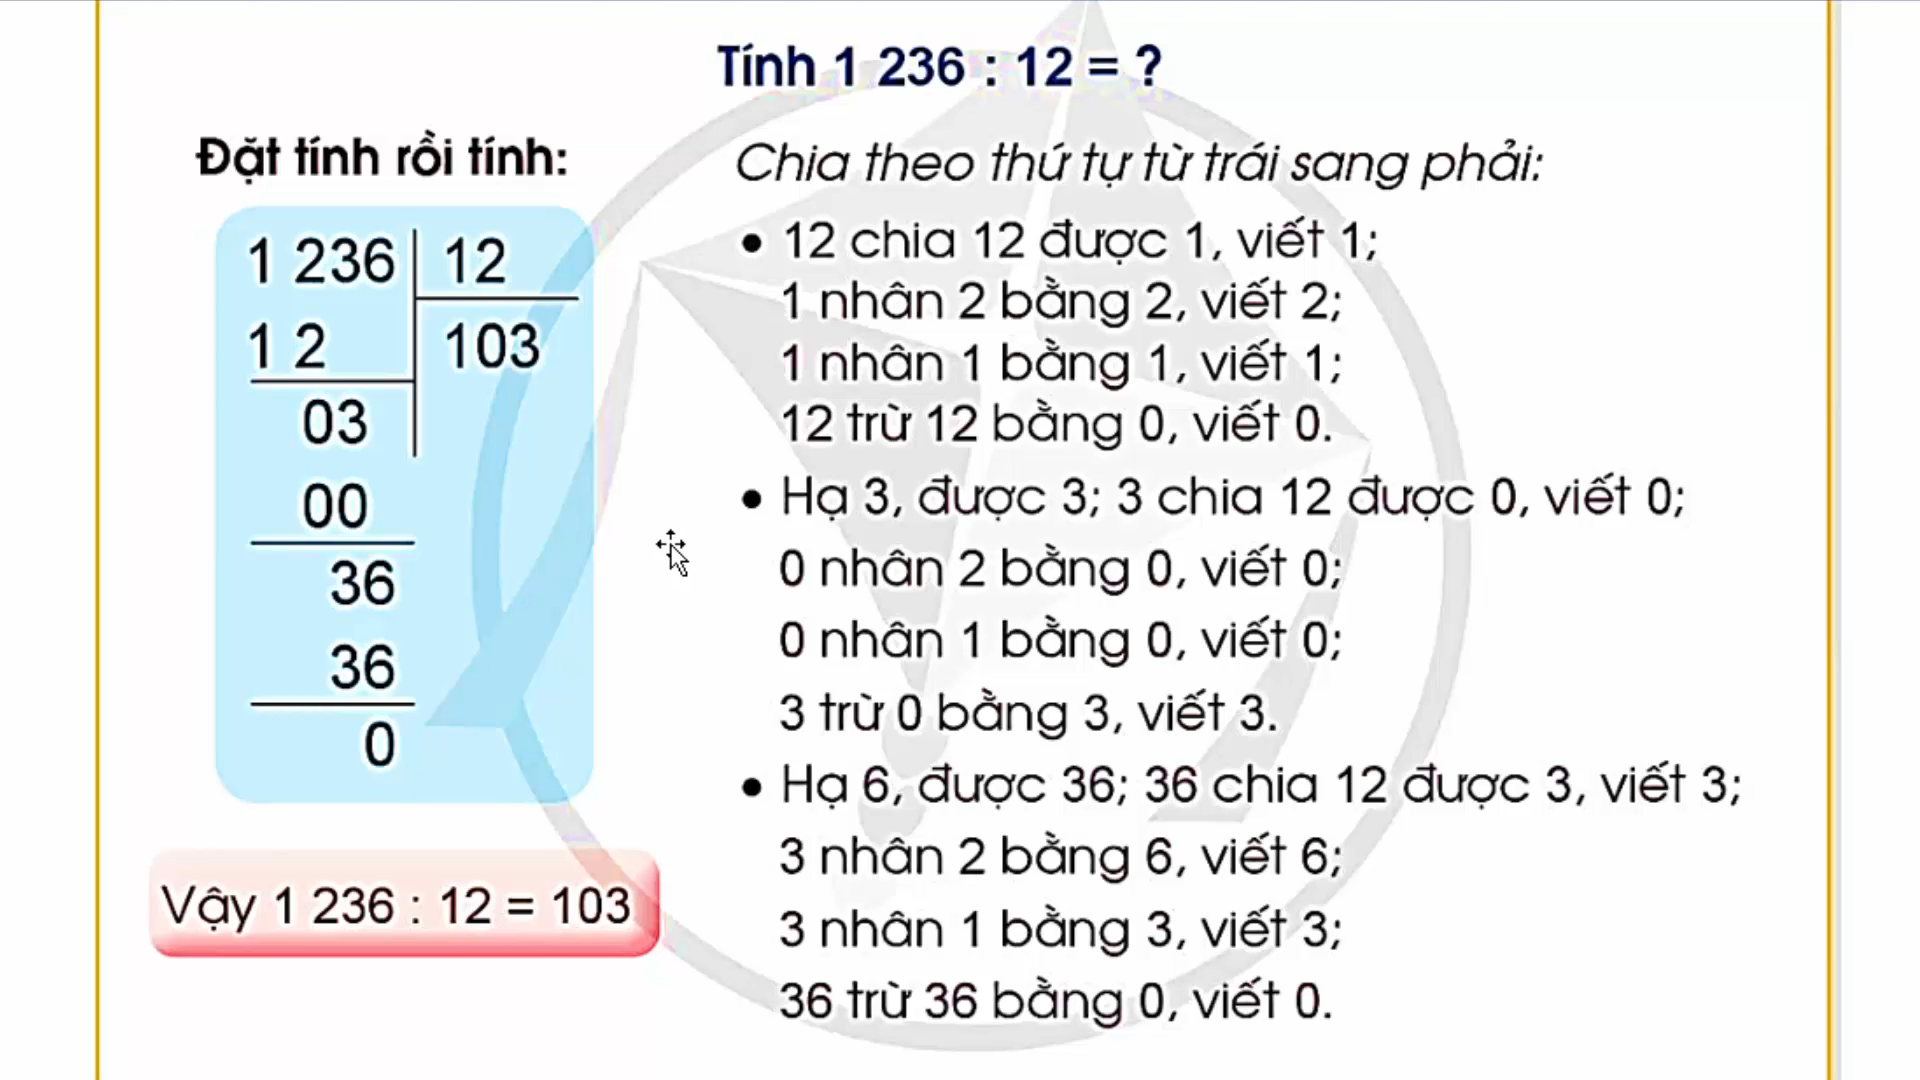 Tính 1 236 : 12 = ?
Đặt tính rồi tính:
1 236 12
1 2 103
03
00
36
36
0
Vậy 1 236 : 12 = 103
Chia theo thứ tự từ trái sang phải:
• 12 chia 12 được 1, viết 1;
1 nhân 2 bằng 2, viết 2;
1 nhân 1 bằng 1, viết 1;
12 trừ 12 bằng 0, viết 0.
• Hạ 3, được 3; 3 chia 12 được 0, viết 0;
0 nhân 2 bằng 0, viết 0;
0 nhân 1 bằng 0, viết 0;
3 trừ 0 bằng 3, viết 3.
• Hạ 6, được 36; 36 chia 12 được 3, viết 3;
3 nhân 2 bằng 6, viết 6;
3 nhân 1 bằng 3, viết 3;
36 trừ 36 bằng 0, viết 0.